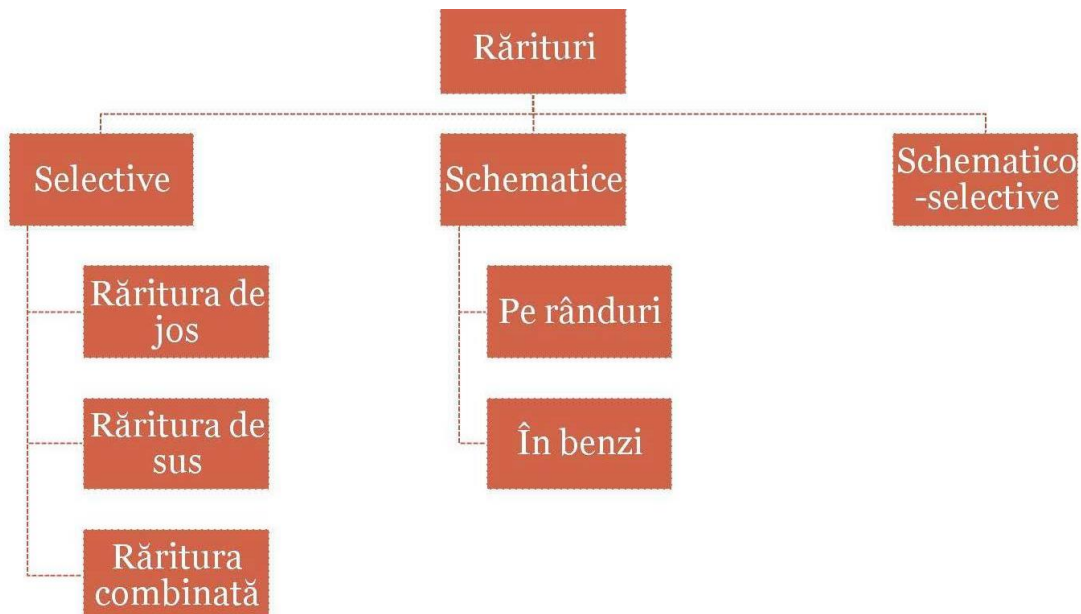 Rărituri
Selective
Schematice
Schematico
-selective
Răritura de
jos
Răritura de
sus
Răritura
combinată
Pe rânduri
În benzi